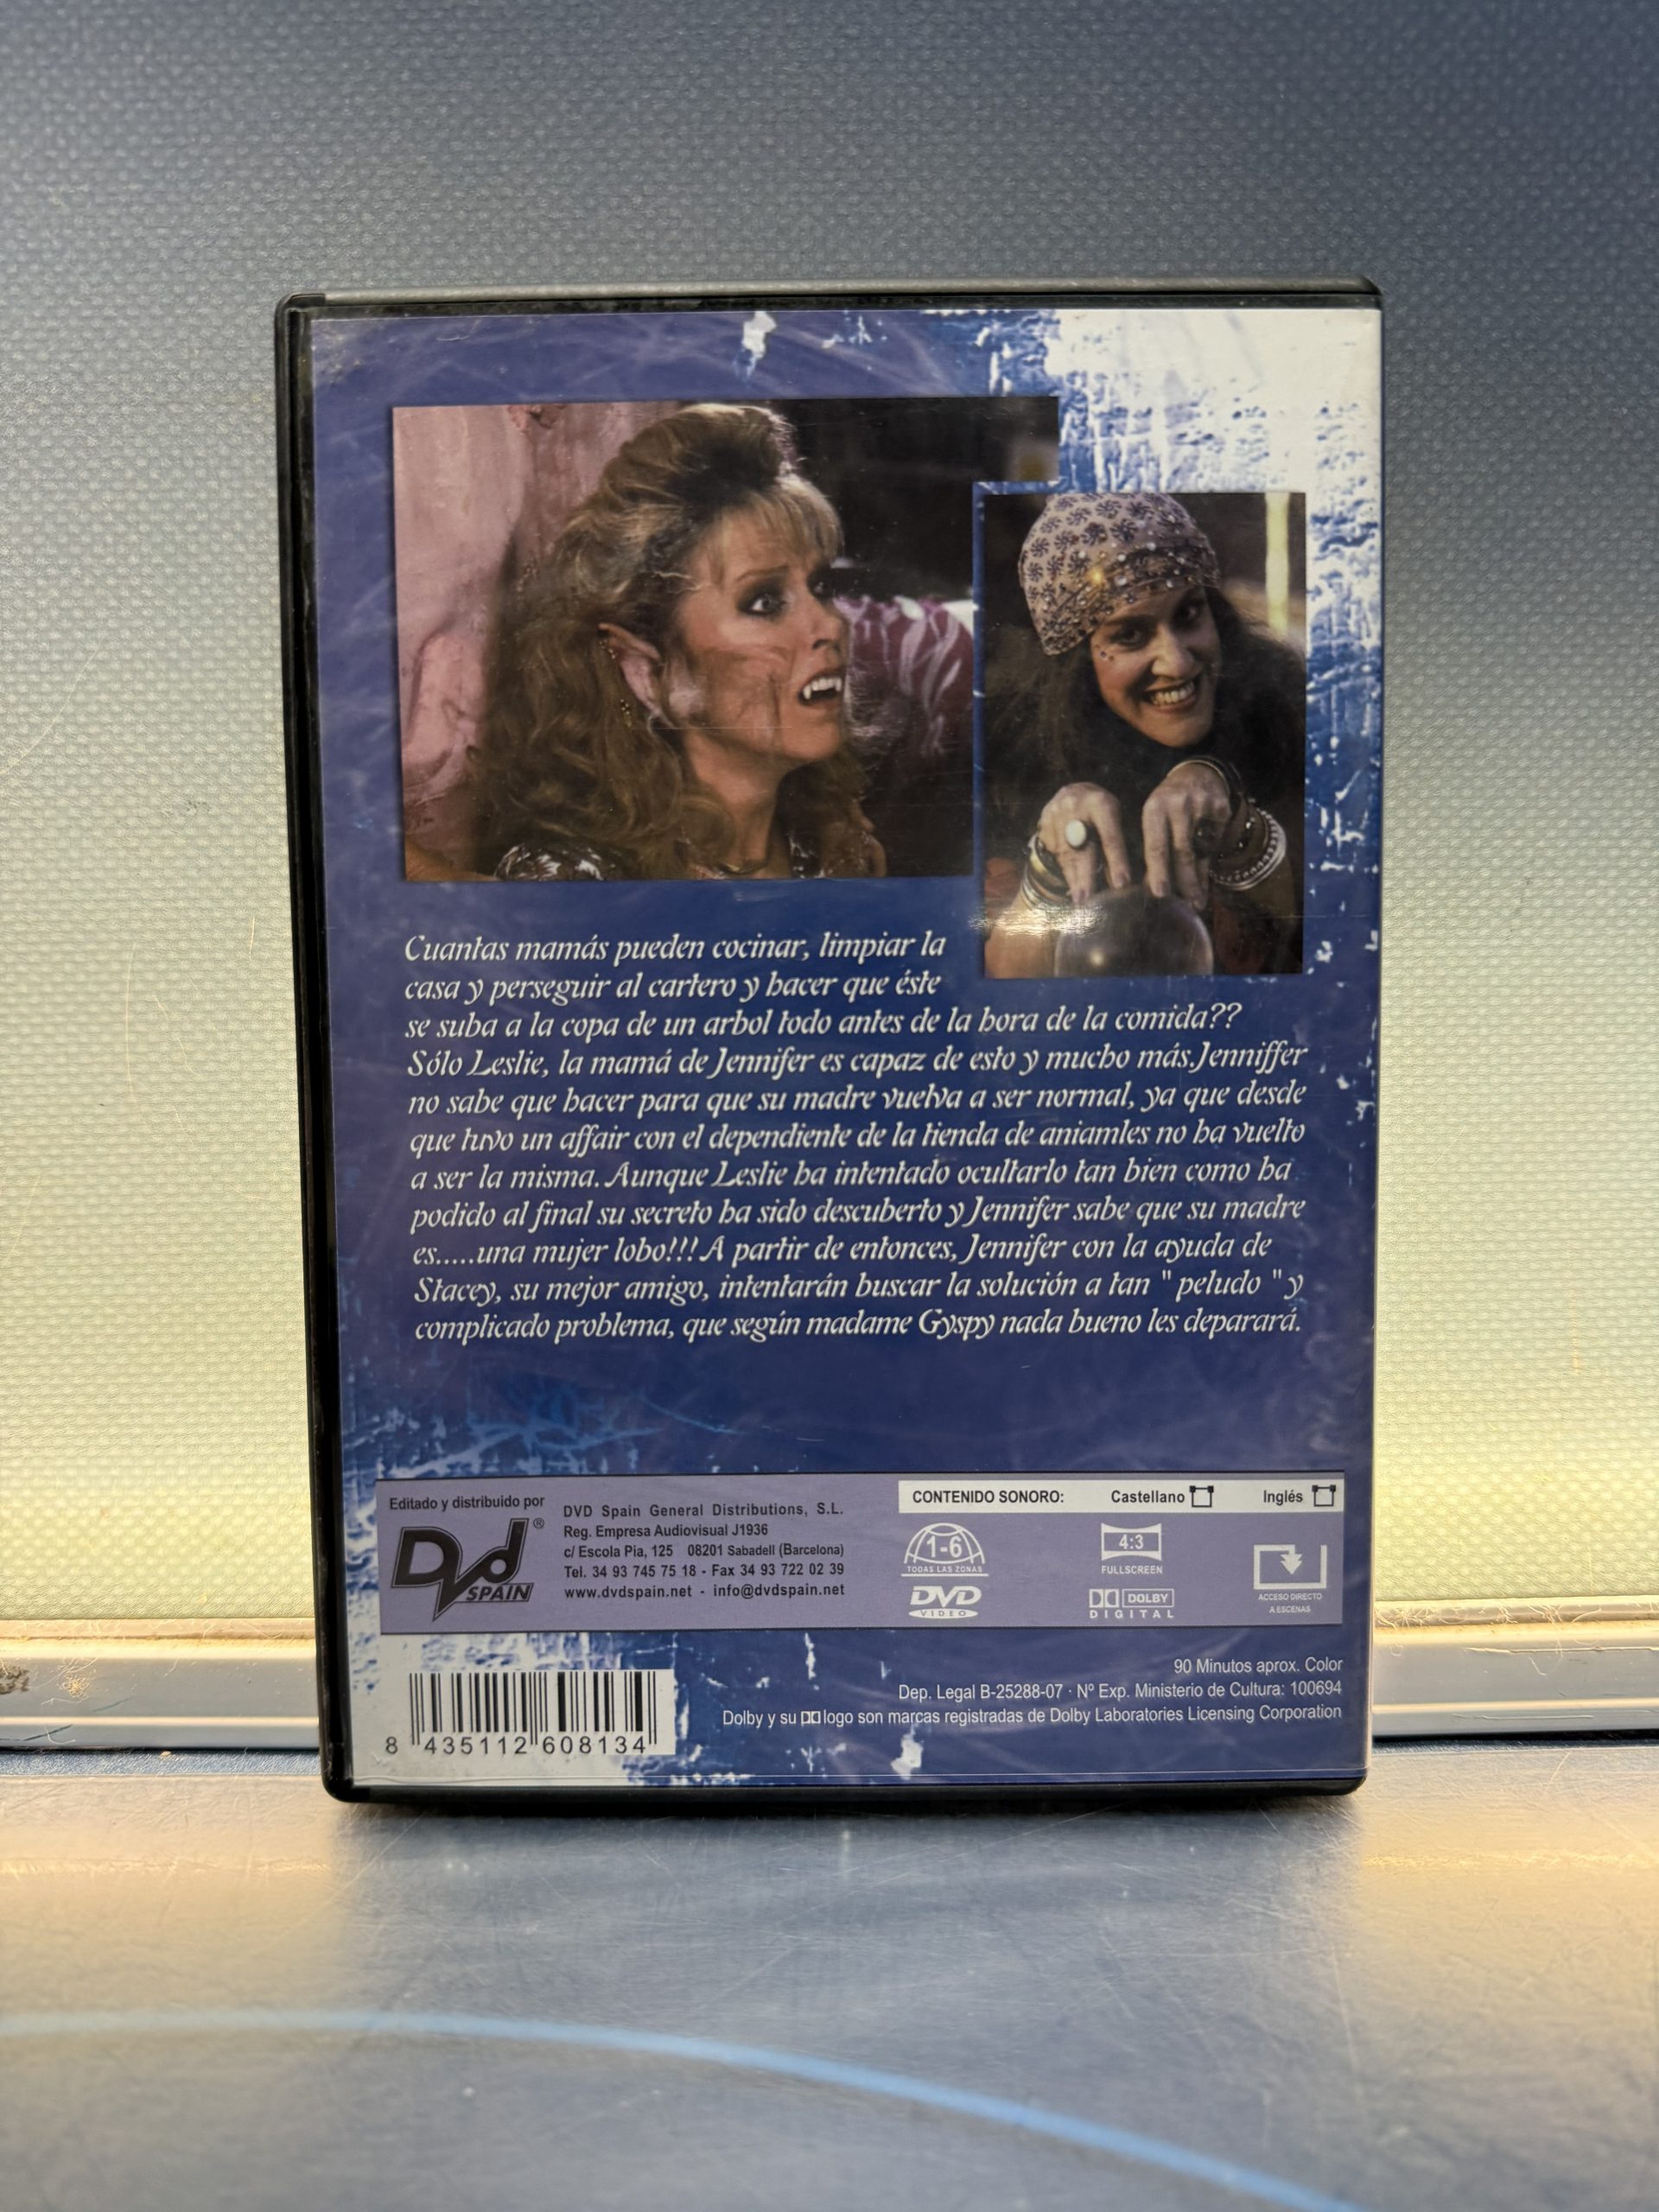 Cuantas mamás pueden cocinar, limpiar la
casa y perseguir al cartero y hacer que éste
se suba a la copa de un arbol todo antes de la hora de la comida??
Sólo Leslie, la mamá de Jennifer es capaz de esto y mucho más.Jenniffer
no sabe que hacer para que su madre vuelva a ser normal, ya que desde
que tuvo un affair con el dependiente de la tienda de aniamles no ha vuelto
a ser la misma. Aunque Leslie ha intentado ocultarlo tan bien como ha
podido al final su secreto ha sido descuberto y Jennifer sabe que su madre
es.....una mujer lobo!!! A partir de entonces, Jennifer con la ayuda de
Stacey, su mejor amigo, intentarán buscar la solución a tan " peludo " y
complicado problema, que según madame Gyspy nada bueno les deparará.
Editado y distribuido por
Dvd ®
SPAIN
DVD Spain General Distributions, S.L.
Reg. Empresa Audiovisual J1936
c/ Escola Pia, 125 08201 Sabadell (Barcelona)
Tel. 34 93 745 75 18 - Fax 34 93 722 02 39
www.dvdspain.net - info@dvdspain.net
CONTENIDO SONORO: Castellano Inglés
1-6
TODAS LAS ZONAS
DVD
VIDEO
4:3
FULLSCREEN
DOLBY
DIGITAL
ACCESO DIRECTO
A ESCENAS
90 Minutos aprox. Color
Dep. Legal B-25288-07 · Nº Exp. Ministerio de Cultura: 100694
Dolby y su logo son marcas registradas de Dolby Laboratories Licensing Corporation
8 435112 608134